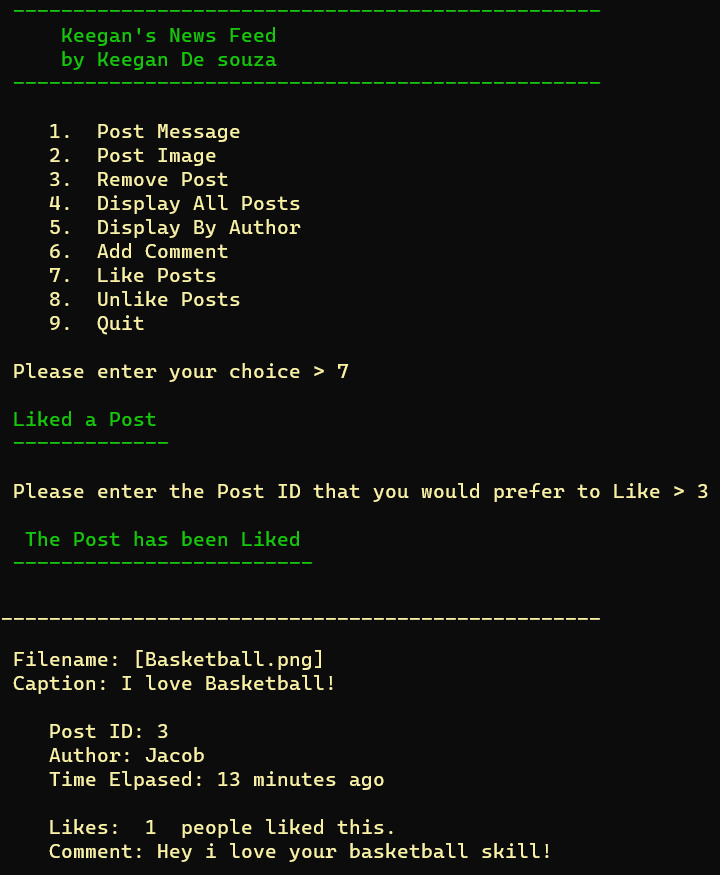 -------------------------------------------------
Keegan's News Feed
by Keegan De souza
-------------------------------------------------
1.  Post Message
2.  Post Image
3.  Remove Post
4.  Display All Posts
5.  Display By Author
6.  Add Comment
7.  Like Posts
8.  Unlike Posts
9.  Quit
Please enter your choice > 7
Liked a Post
-------------
Please enter the Post ID that you would prefer to Like > 3
The Post has been Liked
-------------------------
--------------------------------------------------
Filename: [Basketball.png]
Caption: I love Basketball!
Post ID: 3
Author: Jacob
Time Elpased: 13 minutes ago
Likes:  1  people liked this.
Comment: Hey i love your basketball skill!